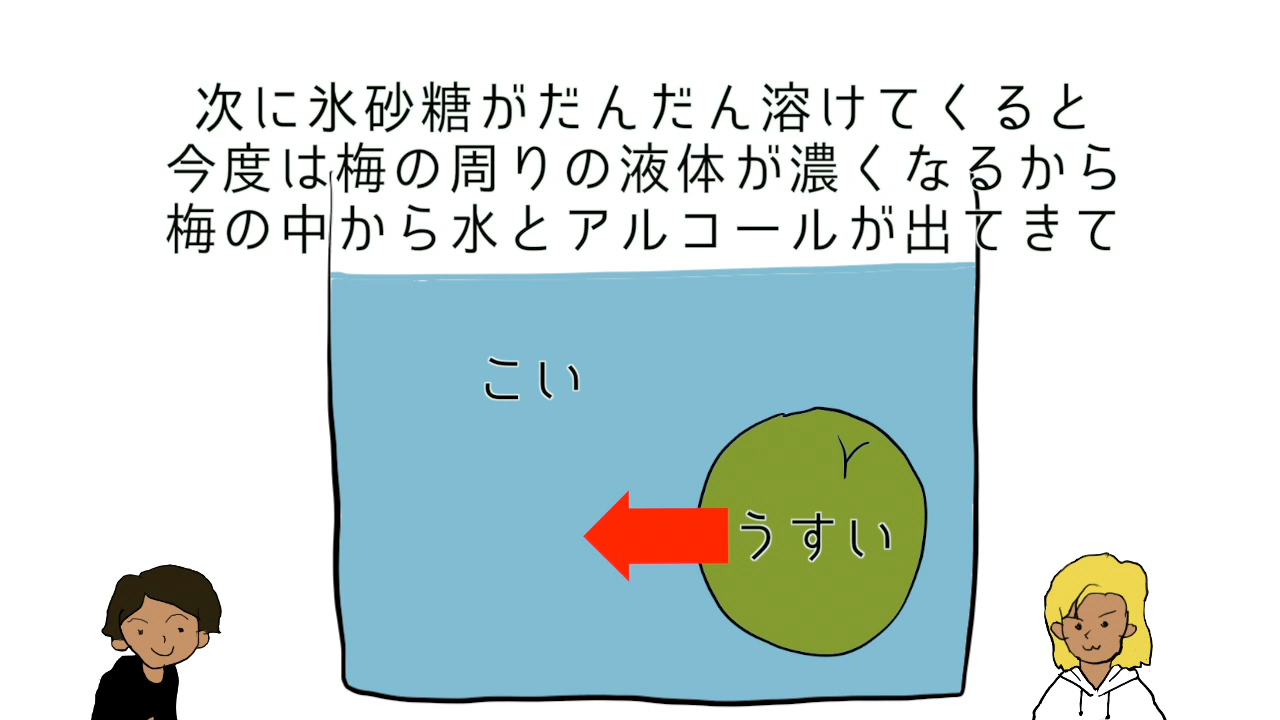 次に氷砂糖がだんだん溶けてくると
今度は梅の周りの液体が濃くなるから
梅の中から水とアルコールが出てきて
こい
うすい